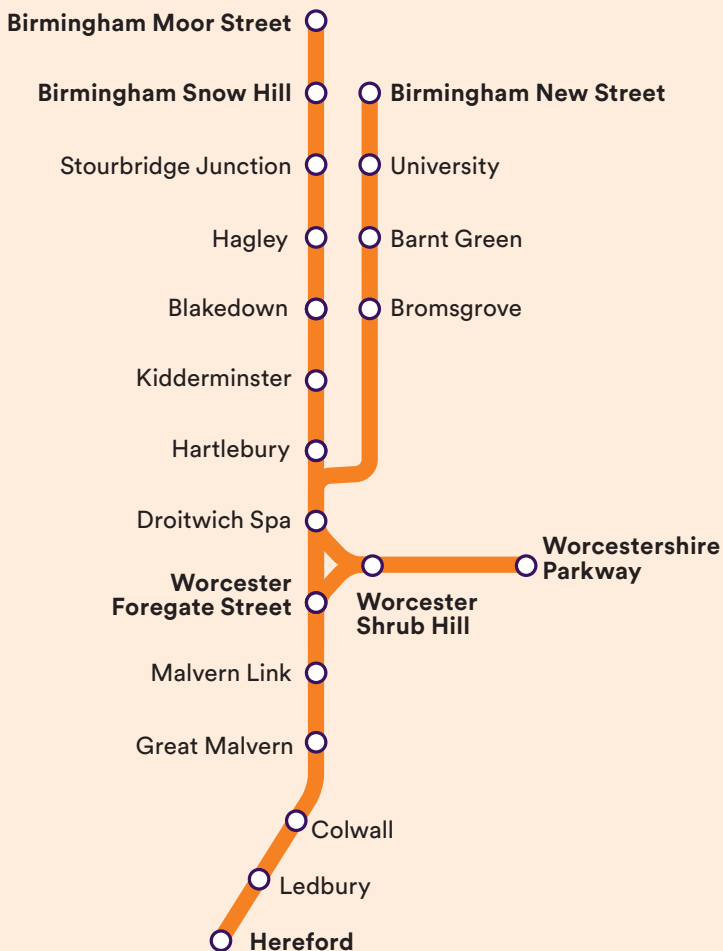 Birmingham Moor Street
Birmingham Snow Hill
Birmingham New Street
Stourbridge Junction
University
Hagley
Barnt Green
Blakedown
Bromsgrove
Kidderminster
Hartlebury
Droitwich Spa
Worcestershire
Parkway
Worcester
Foregate Street
Worcester
Shrub Hill
Malvern Link
Great Malvern
Colwall
Ledbury
Hereford